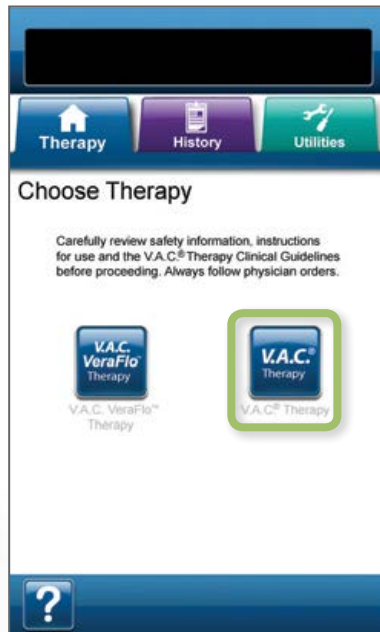 Therapy
History
Utilities
Choose Therapy
Carefully review safety information, instructions
for use and the V.A.C.® Therapy Clinical Guidelines
before proceeding. Always follow physician orders.
V.A.C.
VeraFlo™
Therapy
V.A.C. VeraFlo™
Therapy
V.A.C.®
Therapy
V.A.C® Therapy
?